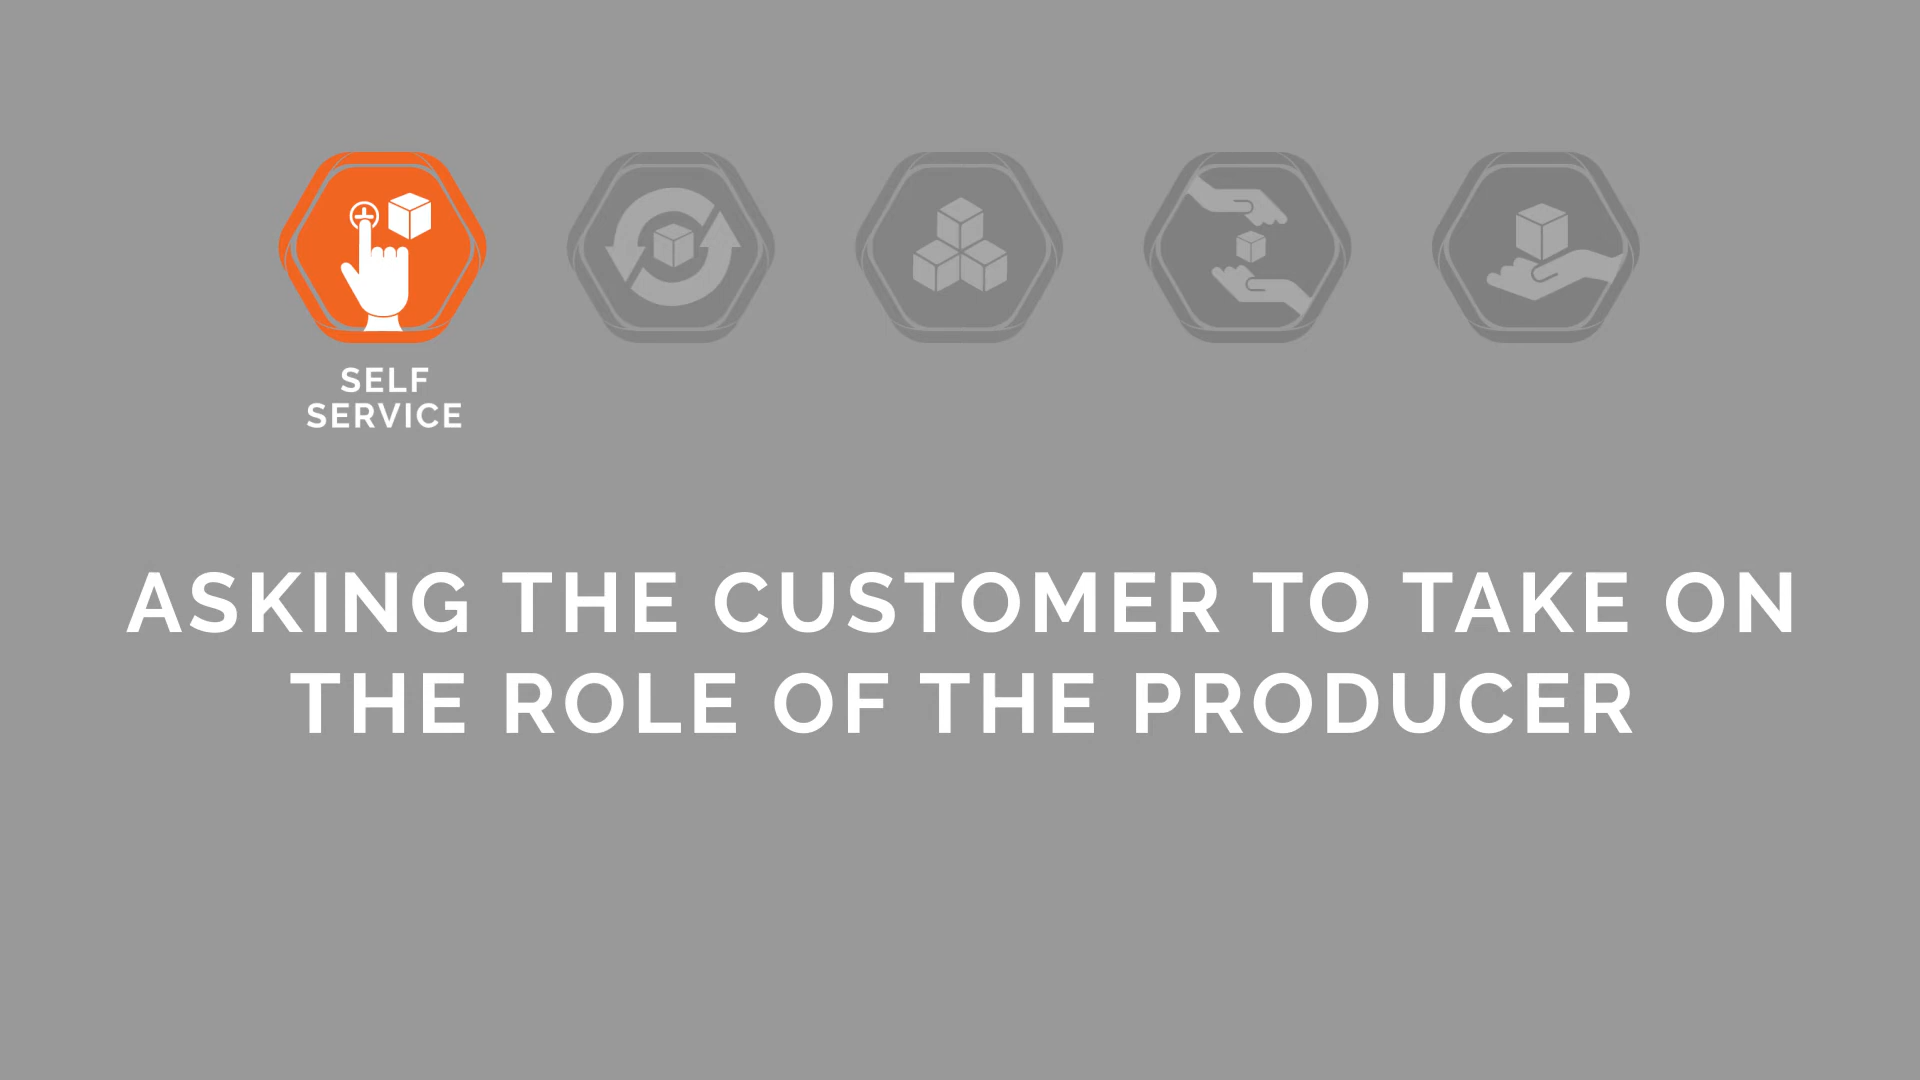 SELF
SERVICE
ASKING THE CUSTOMER TO TAKE ON
THE ROLE OF THE PRODUCER